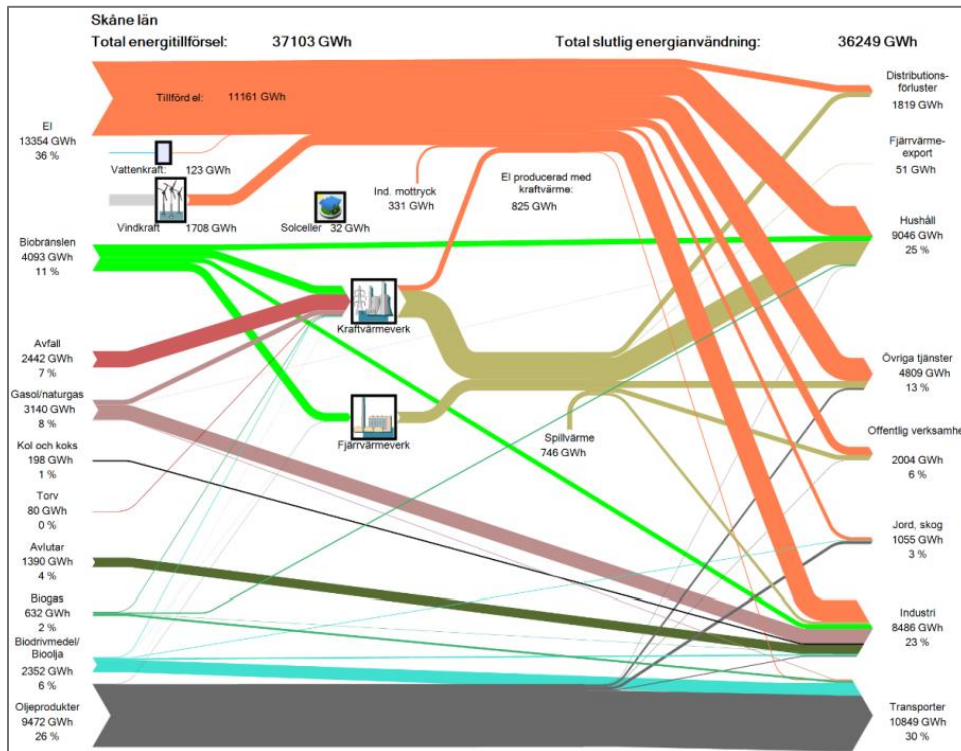 Skåne län
Total energitillförsel: 37103 GWh
Total slutlig energianvändning: 36249 GWh
Tillförd el: 11161 GWh
El
13354 GWh
36 %
Vattenkraft: 123 GWh
Vindkraft 1708 GWh
Solceller 32 GWh
Ind. mottryck
331 GWh
El producerad med
kraftvärme:
825 GWh
Biobränslen
4093 GWh
11 %
Kraftvärmeverk
Avfall
2442 GWh
7 %
Gasol/naturgas
3140 GWh
8 %
Fjärrvärmeverk
Spillvärme
746 GWh
Kol och koks
198 GWh
1 %
Torv
80 GWh
0 %
Avlutar
1390 GWh
4 %
Biogas
632 GWh
2 %
Biodrivmedel/
Bioolja
2352 GWh
6 %
Oljeprodukter
9472 GWh
26 %
Distributions-
förluster
1819 GWh
Fjärrvärme-
export
51 GWh
Hushåll
9046 GWh
25 %
Övriga tjänster
4809 GWh
13 %
Offentlig verksamhe
2004 GWh
6 %
Jord, skog
1055 GWh
3 %
Industri
8486 GWh
23 %
Transporter
10849 GWh
30 %